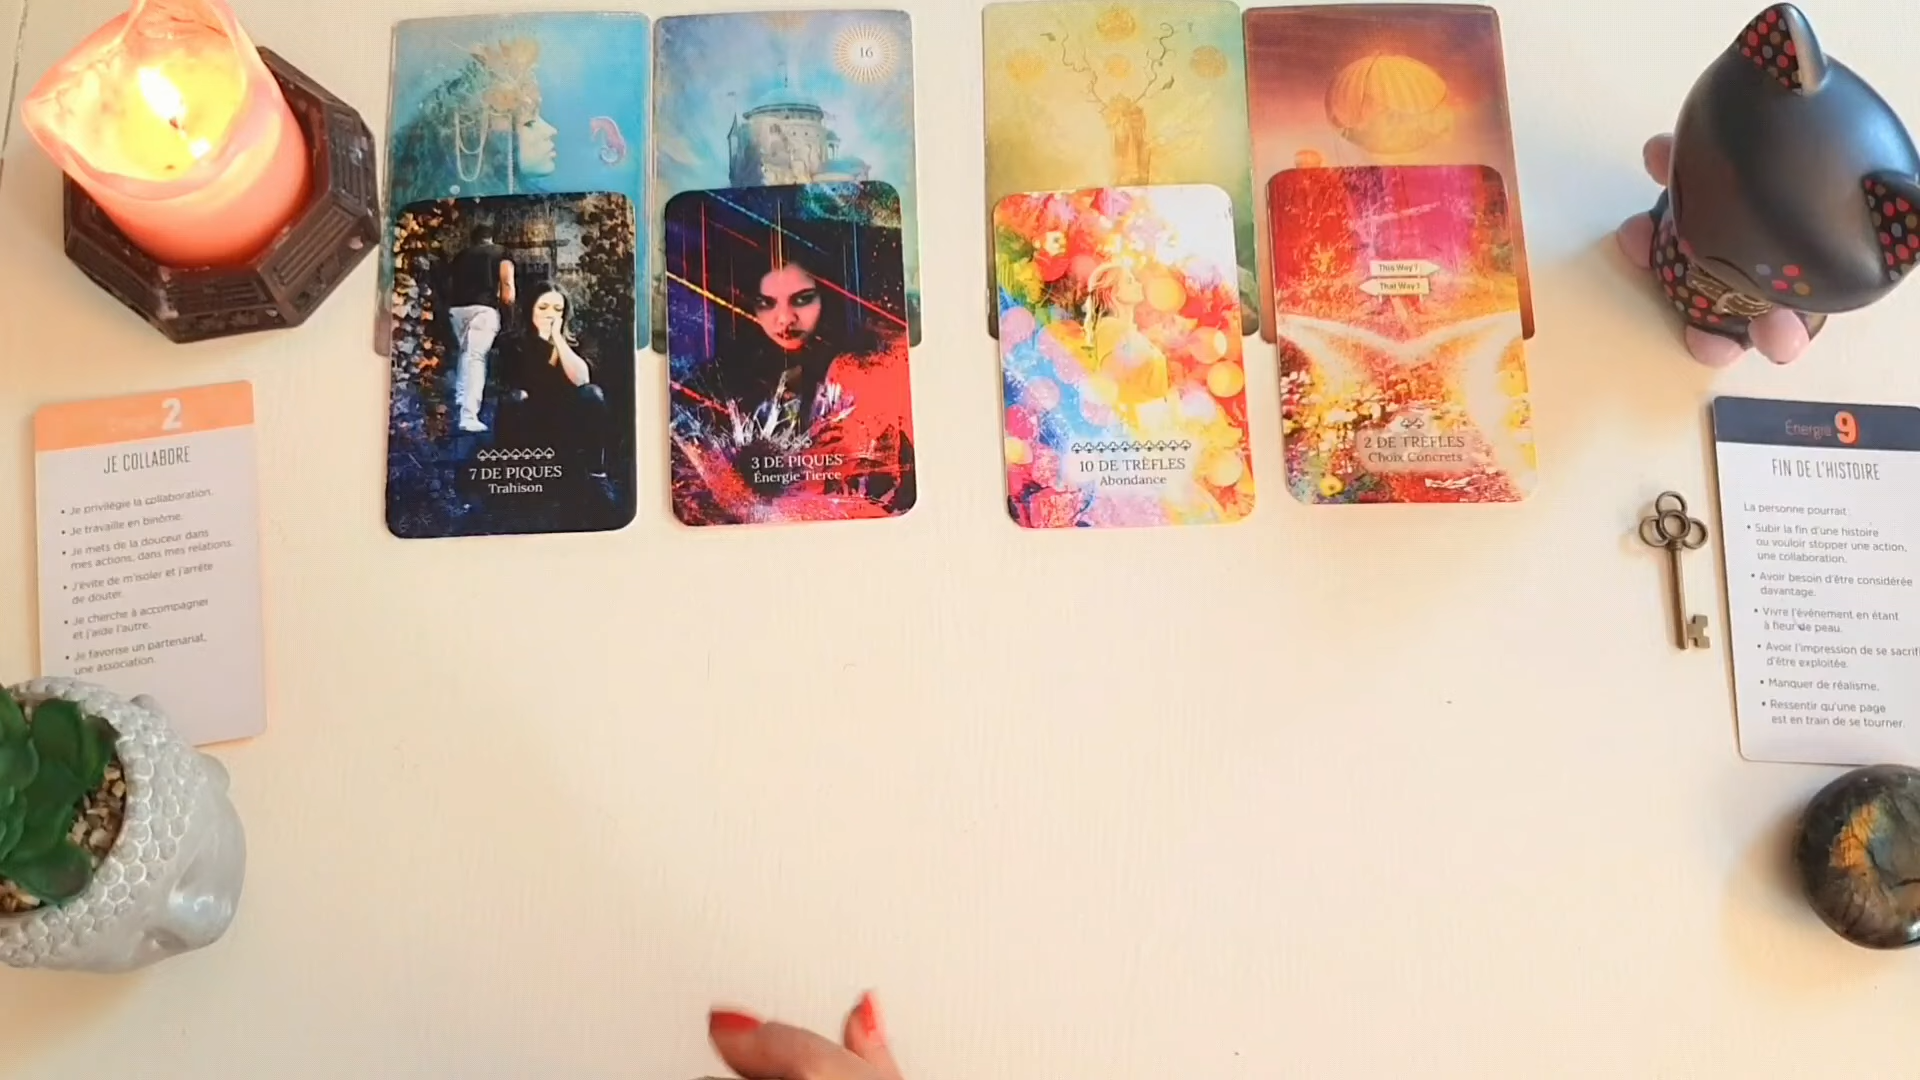 16
This Way !
That Way ?
7 DE PIQUES
Trahison
3 DE PIQUES
Énergie Tierce
10 DE TRÈFLES
Abondance
2 DE TRÈFLES
Choix Concrets
2
JE COLLABORE
• Je privilégie la collaboration.
• Je travaille en binôme.
• Je mets de la douceur dans
mes actions, dans mes relations.
• J'évite de m'isoler et j'arrête
de douter.
• Je cherche à accompagner
et j'aide l'autre.
• Je favorise un partenariat,
une association.
Énergie 9
FIN DE L'HISTOIRE
La personne pourrait :
• Subir la fin d'une histoire
ou vouloir stopper une action,
une collaboration.
• Avoir besoin d'être considérée
davantage.
• Vivre l'événement en étant
à fleur de peau.
• Avoir l'impression de se sacrifi
d'être exploitée.
• Manquer de réalisme.
• Ressentir qu'une page
est en train de se tourner.